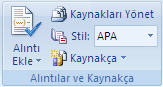 Alıntı
Ekle
Kaynakları Yönet
Stil: APA
Kaynakça
Alıntılar ve Kaynakça